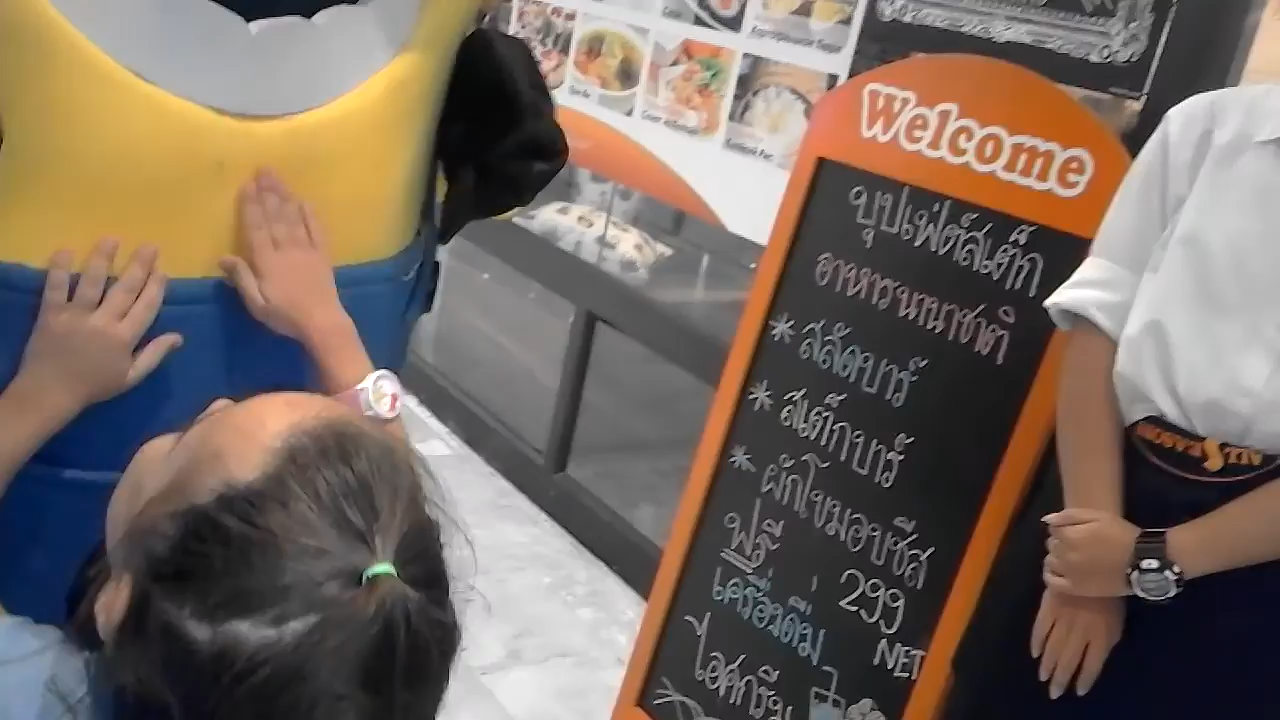 Welcome
บุปเฟ่ต์สเต็ก
อาหารนานาชาติ
* สลัดบาร์
* สเต็กบาร์
* ผักโขมอบชีส
ฟรี 299 NET
เครื่องดื่ม
ไอศกรีม
ALL SEASON